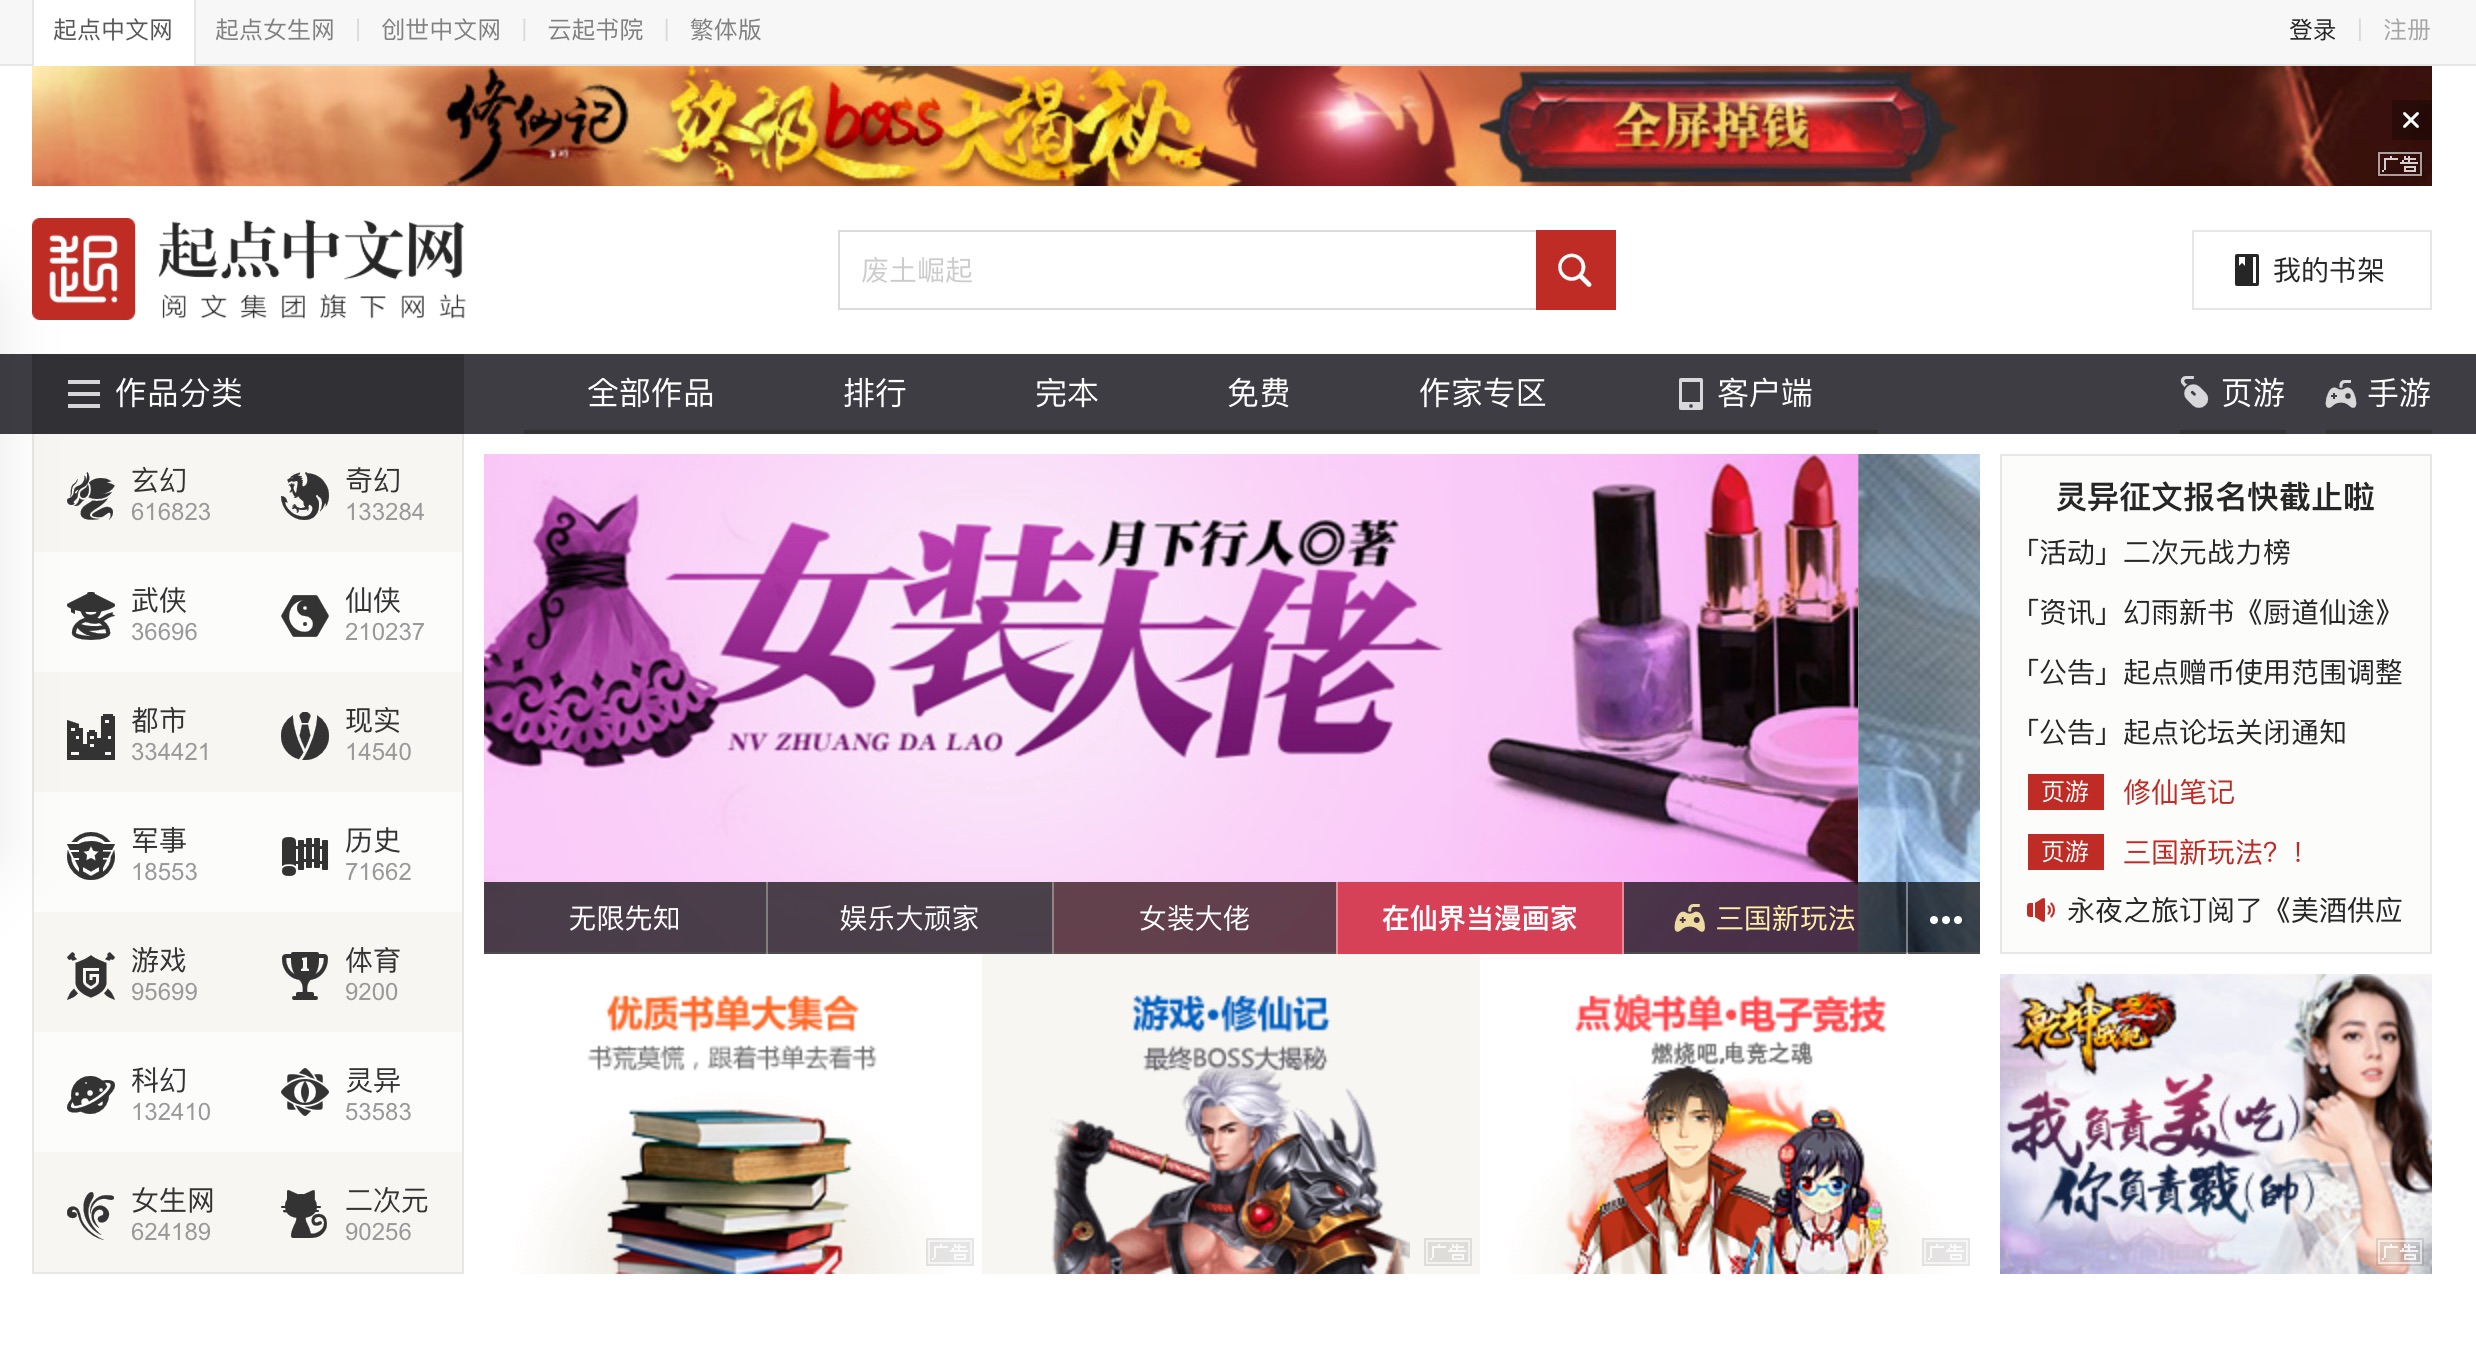 起点中文网
起点女生网
创世中文网
云起书院
繁体版
登录
注册
修仙记
终极boss大揭秘
全屏掉钱
广告
起点中文网
阅文集团旗下网站
废土崛起
我的书架
作品分类
全部作品
排行
完本
免费
作家专区
客户端
页游
手游
玄幻
616823
奇幻
133284
武侠
36696
仙侠
210237
都市
334421
现实
14540
军事
18553
历史
71662
游戏
95699
体育
9200
科幻
132410
灵异
53583
女生网
624189
二次元
90256
月下行人◎著
女装大佬
NV ZHUANG DA LAO
无限先知
娱乐大顽家
女装大佬
在仙界当漫画家
三国新玩法
灵异征文报名快截止啦
「活动」二次元战力榜
「资讯」幻雨新书《厨道仙途》
「公告」起点赠币使用范围调整
「公告」起点论坛关闭通知
页游 修仙笔记
页游 三国新玩法?！
永夜之旅订阅了《美酒供应
优质书单大集合
书荒莫慌，跟着书单去看书
广告
游戏·修仙记
最终BOSS大揭秘
广告
点娘书单·电子竞技
燃烧吧,电竞之魂
广告
乾坤战纪
我負責美(吃)
你負責戰(帥)
广告